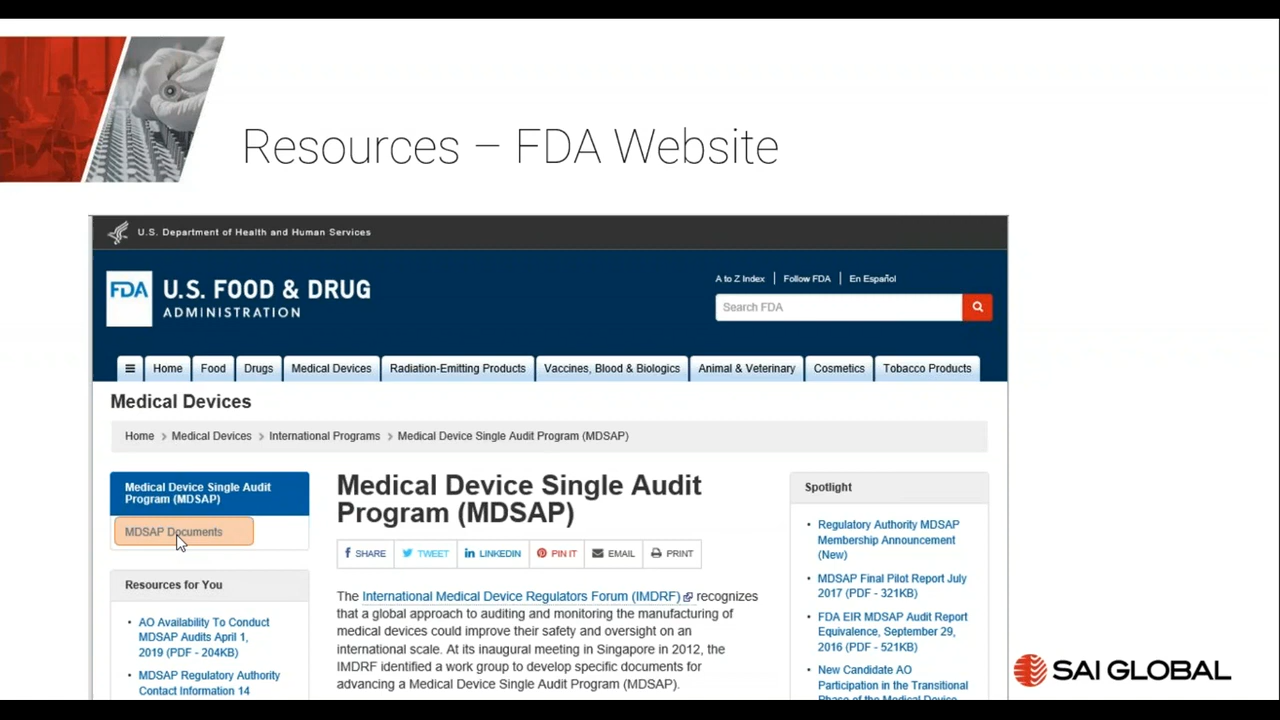 Resources – FDA Website
U.S. Department of Health and Human Services
FDA
U.S. FOOD & DRUG
ADMINISTRATION
A to Z Index | Follow FDA | En Español
Search FDA
Home
Food
Drugs
Medical Devices
Radiation-Emitting Products
Vaccines, Blood & Biologics
Animal & Veterinary
Cosmetics
Tobacco Products
Medical Devices
Home > Medical Devices > International Programs > Medical Device Single Audit Program (MDSAP)
Medical Device Single Audit
Program (MDSAP)
MDSAP Documents
Resources for You
• AO Availability To Conduct
MDSAP Audits April 1,
2019 (PDF - 204KB)
• MDSAP Regulatory Authority
Contact Information 14
Medical Device Single Audit
Program (MDSAP)
f SHARE
TWEET
in LINKEDIN
PIN IT
EMAIL
PRINT
The International Medical Device Regulators Forum (IMDRF) recognizes
that a global approach to auditing and monitoring the manufacturing of
medical devices could improve their safety and oversight on an
international scale. At its inaugural meeting in Singapore in 2012, the
IMDRF identified a work group to develop specific documents for
advancing a Medical Device Single Audit Program (MDSAP).
Spotlight
• Regulatory Authority MDSAP
Membership Announcement
(New)
• MDSAP Final Pilot Report July
2017 (PDF - 321KB)
• FDA EIR MDSAP Audit Report
Equivalence, September 29,
2016 (PDF - 521KB)
• New Candidate AO
Participation in the Transitional
Phase of the Medical Device
SAI GLOBAL